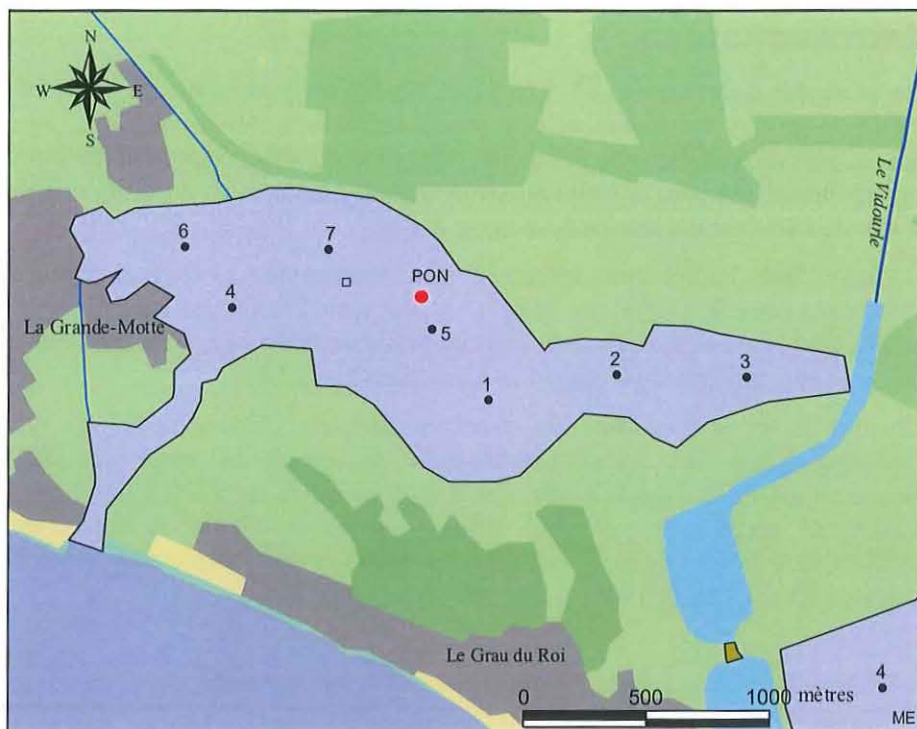 N
W E
S
Le Vidourle
6
7
PON
4
La Grande-Motte
5
2
3
1
Le Grau du Roi
4
0 500 1000 mètres
ME